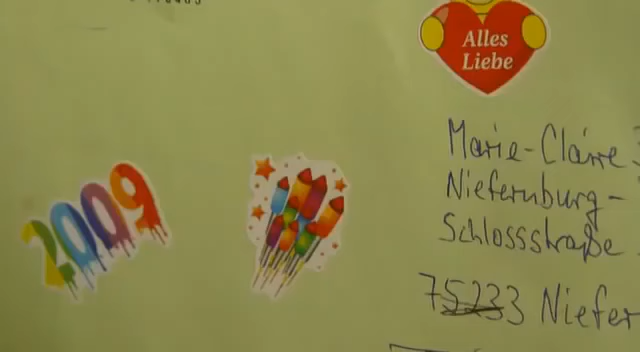 Alles
Liebe
Marie-Claire
Niefernburg-
Schlossstraße
2009
75233 Niefer